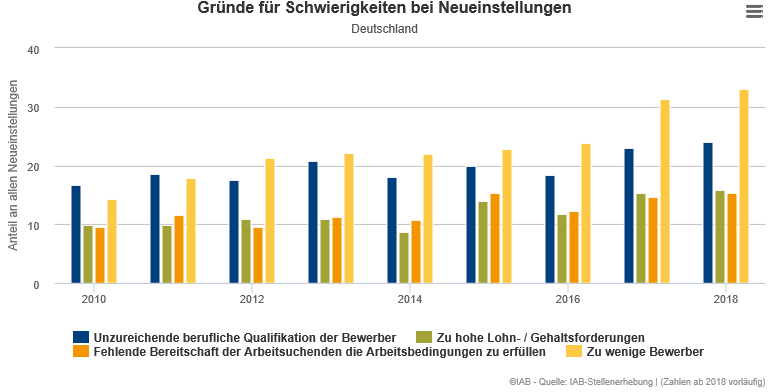 Gründe für Schwierigkeiten bei Neueinstellungen
Deutschland
Anteil an allen Neueinstellungen
40
30
20
10
0
2010
2012
2014
2016
2018
Unzureichende berufliche Qualifikation der Bewerber
Zu hohe Lohn- / Gehaltsforderungen
Fehlende Bereitschaft der Arbeitsuchenden die Arbeitsbedingungen zu erfüllen
Zu wenige Bewerber
©IAB - Quelle: IAB-Stellenerhebung | (Zahlen ab 2018 vorläufig)